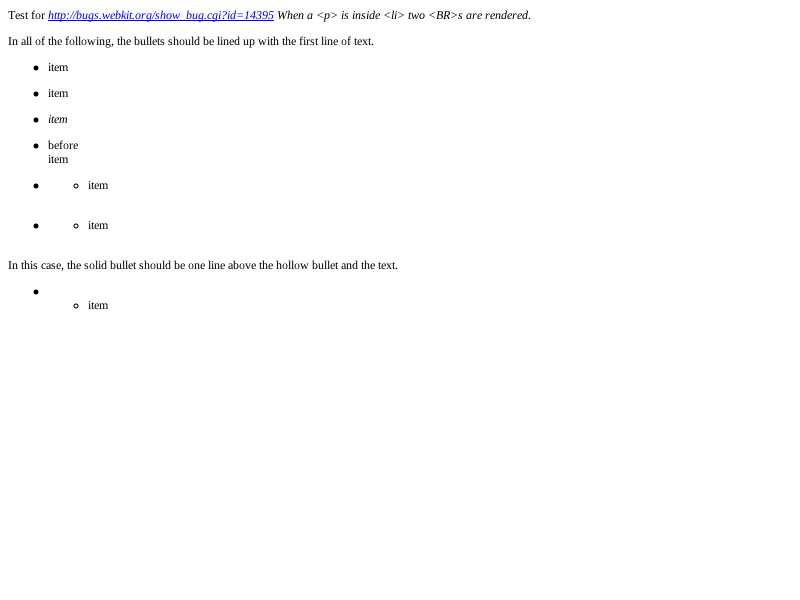 Test for http://bugs.webkit.org/show_bug.cgi?id=14395 When a <p> is inside <li> two <BR>s are rendered.
In all of the following, the bullets should be lined up with the first line of text.
• item
• item
• item
• before
item
• ◦ item
• ◦ item
In this case, the solid bullet should be one line above the hollow bullet and the text.
•
◦ item